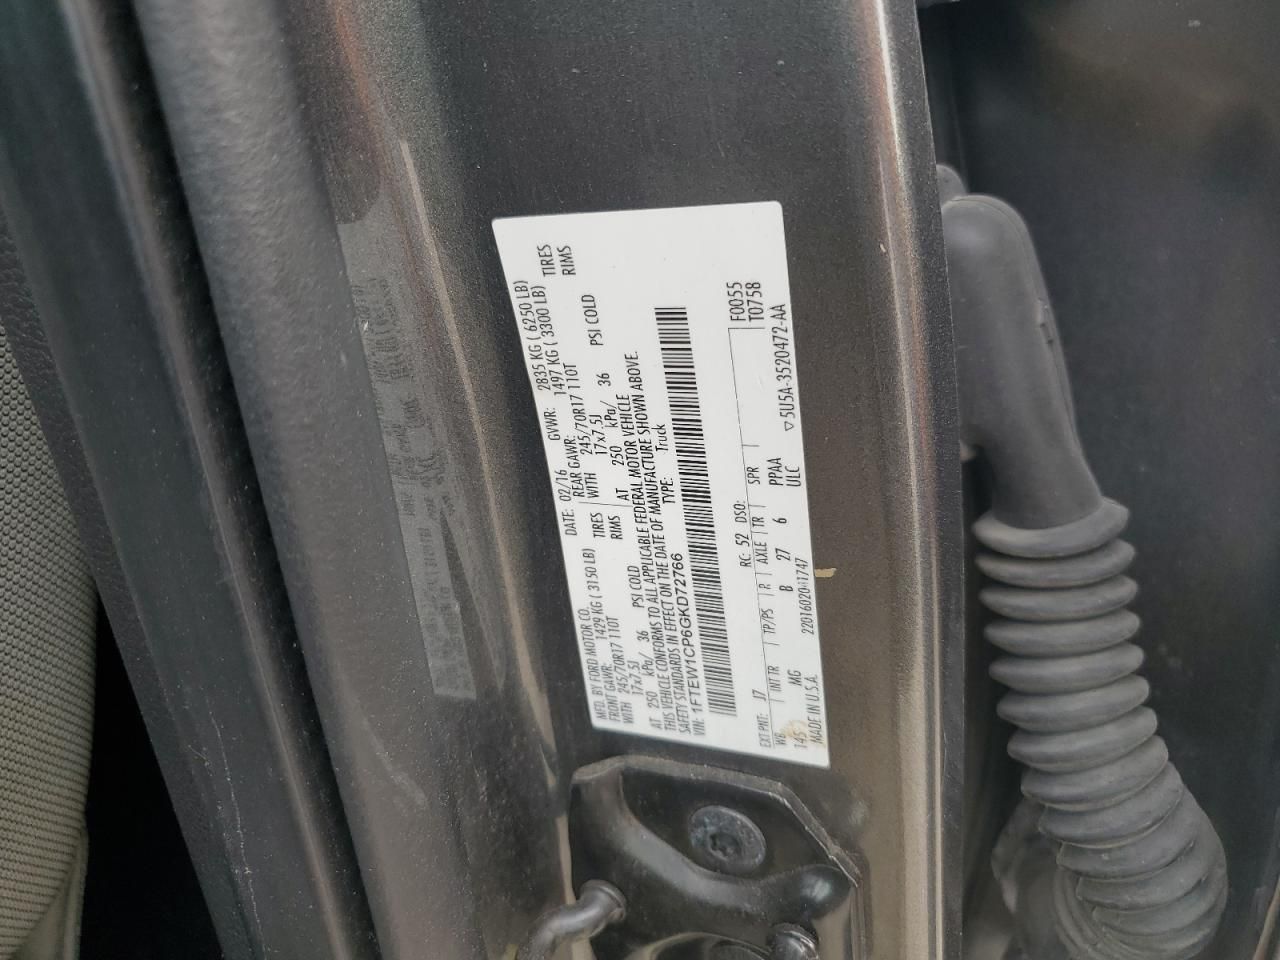 MFD. BY FORD MOTOR CO. DATE: 02/16 GVWR: 2835 KG ( 6250 LB)
FRONT GAWR: 1429 KG ( 3150 LB) REAR GAWR: 1497 KG ( 3300 LB)
WITH 245/70R17 110T TIRES WITH 245/70R17 110T TIRES
17x7.5J RIMS 17x7.5J RIMS
AT 250 kPa/ 36 PSI COLD AT 250 kPa/ 36 PSI COLD
THIS VEHICLE CONFORMS TO ALL APPLICABLE FEDERAL MOTOR VEHICLE
SAFETY STANDARDS IN EFFECT ON THE DATE OF MANUFACTURE SHOWN ABOVE.
VIN: 1FTEW1CP6GKD72766 TYPE: Truck
EXT PNT: J7 RC: 52 DSO: F0055
WB INT TR TP/PS R AXLE TR SPR T0758
145 MG B 27 6 PPAA
ULC
MADE IN U.S.A. 5U5A-3520472-AA